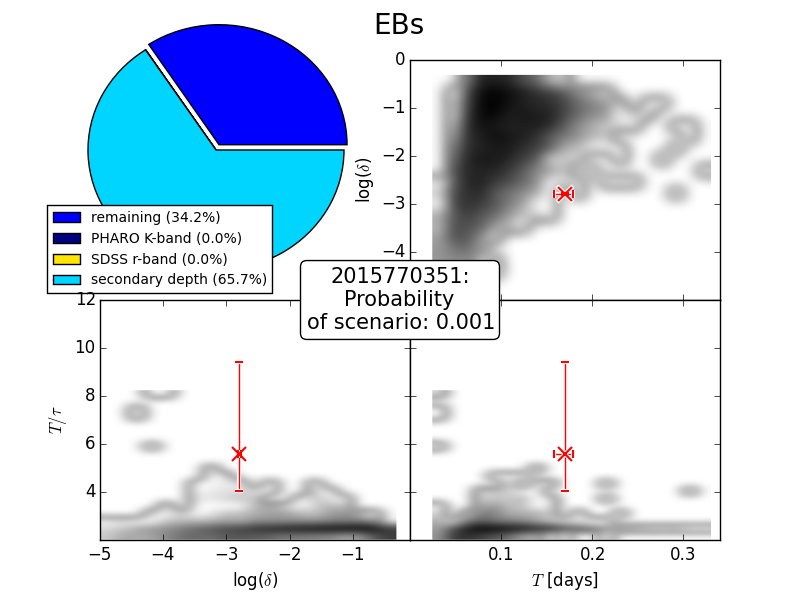 EBs
remaining (34.2%)
PHARO K-band (0.0%)
SDSS r-band (0.0%)
secondary depth (65.7%)
0
−1
−2
−3
−4
log(δ)
2015770351:
Probability
of scenario: 0.001
12
10
8
6
4
T/τ
−5
−4
−3
−2
−1
log(δ)
0.1
0.2
0.3
T [days]